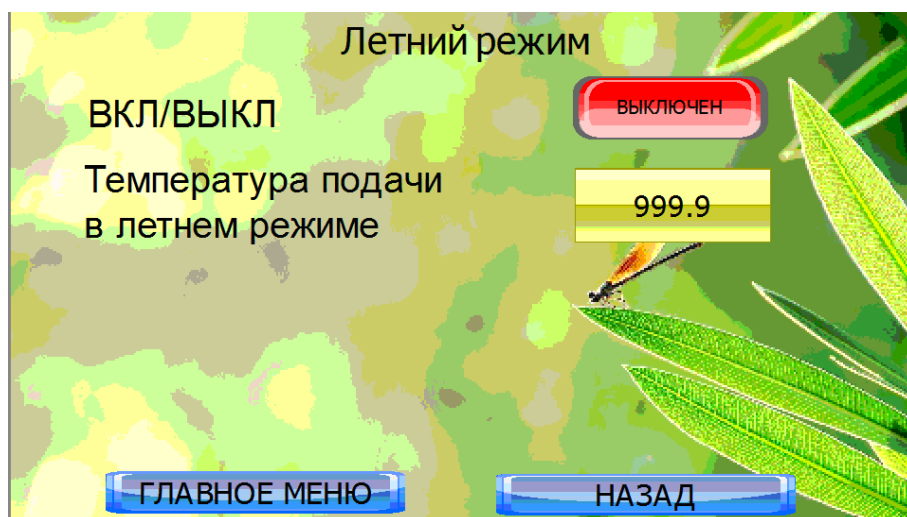 Летний режим
ВКЛ/ВЫКЛ
ВЫКЛЮЧЕН
Температура подачи
в летнем режиме
999.9
ГЛАВНОЕ МЕНЮ
НАЗАД